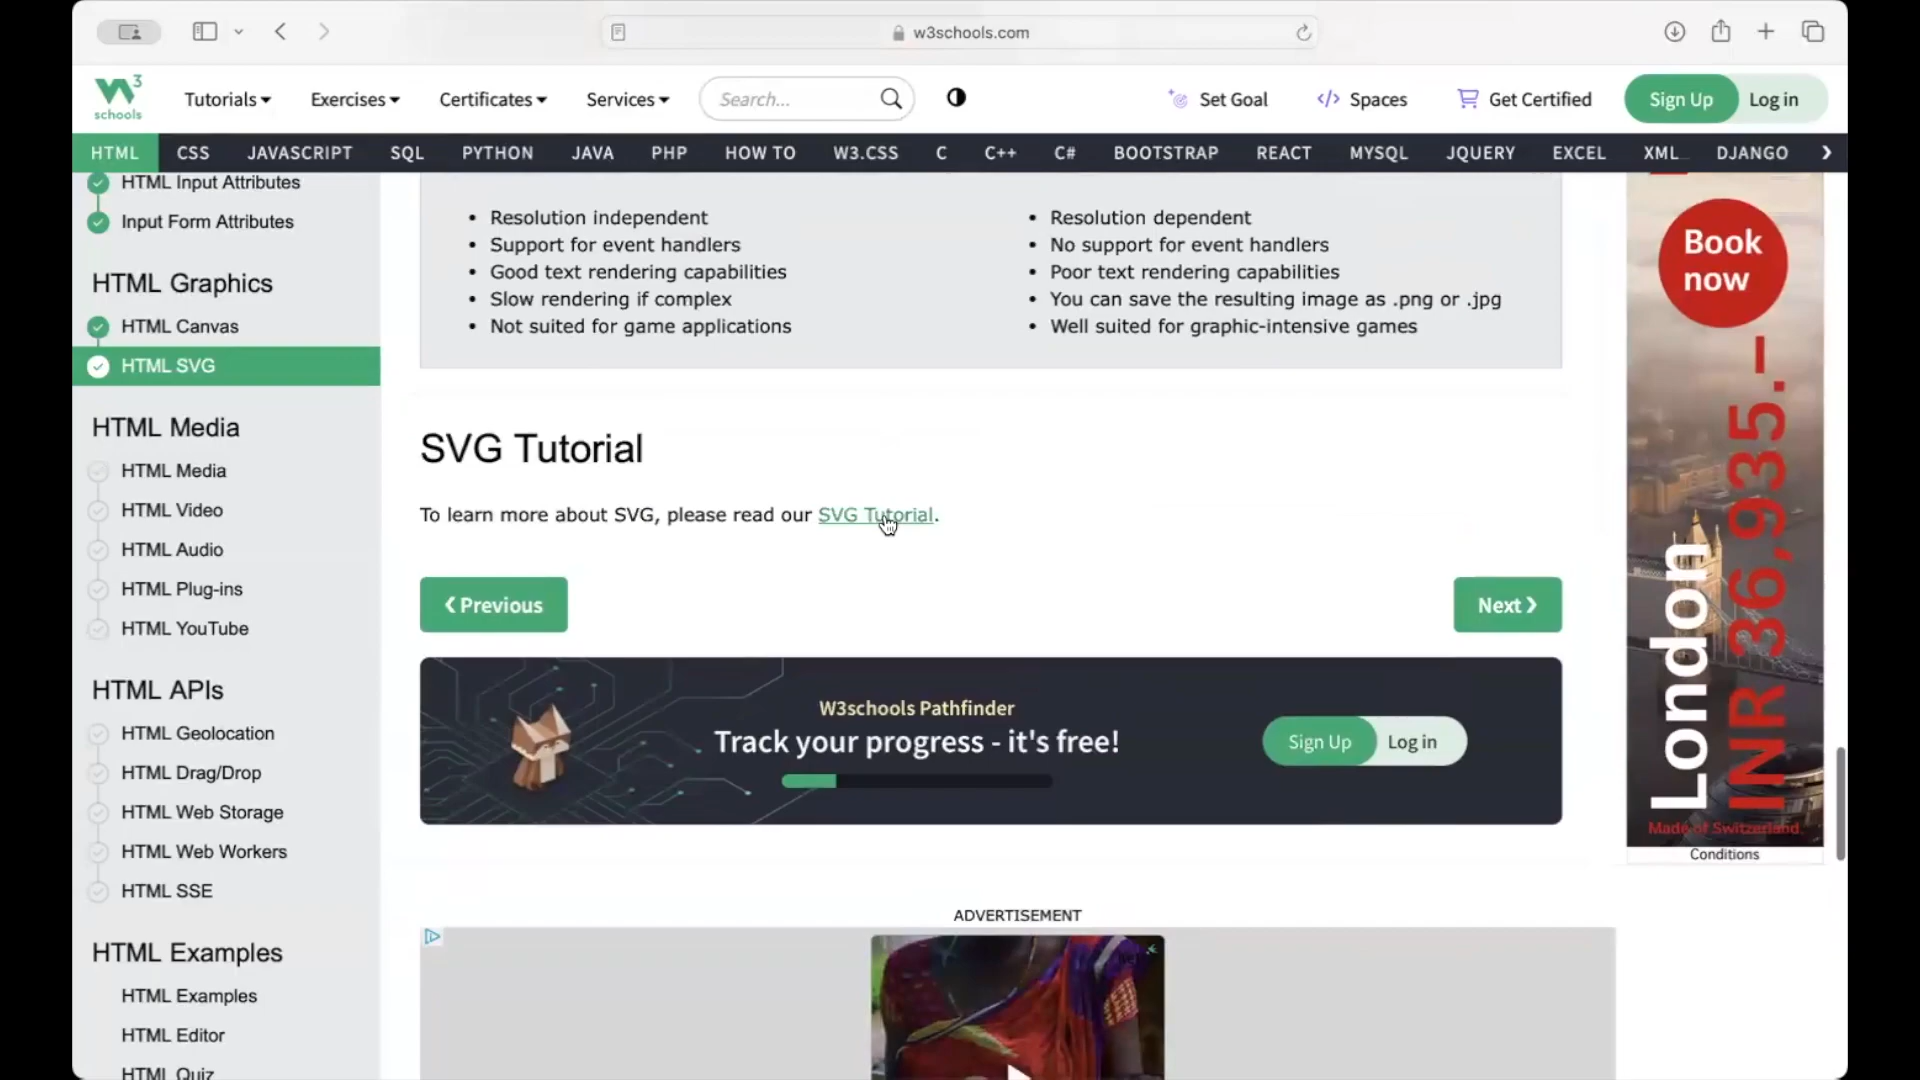 w3schools.com
W3
schools
Tutorials
Exercises
Certificates
Services
Search...
Set Goal
Spaces
Get Certified
Sign Up
Log in
HTML
CSS
JAVASCRIPT
SQL
PYTHON
JAVA
PHP
HOW TO
W3.CSS
C
C++
C#
BOOTSTRAP
REACT
MYSQL
JQUERY
EXCEL
XML
DJANGO
HTML Input Attributes
Input Form Attributes
HTML Graphics
HTML Canvas
HTML SVG
HTML Media
HTML Media
HTML Video
HTML Audio
HTML Plug-ins
HTML YouTube
HTML APIs
HTML Geolocation
HTML Drag/Drop
HTML Web Storage
HTML Web Workers
HTML SSE
HTML Examples
HTML Examples
HTML Editor
HTML Quiz
• Resolution independent
• Support for event handlers
• Good text rendering capabilities
• Slow rendering if complex
• Not suited for game applications
• Resolution dependent
• No support for event handlers
• Poor text rendering capabilities
• You can save the resulting image as .png or .jpg
• Well suited for graphic-intensive games
SVG Tutorial
To learn more about SVG, please read our SVG Tutorial.
❮ Previous
Next ❯
W3schools Pathfinder
Track your progress - it's free!
Sign Up
Log in
ADVERTISEMENT
Book
now
London
INR 36,935.–
Made of Switzerland.
Conditions